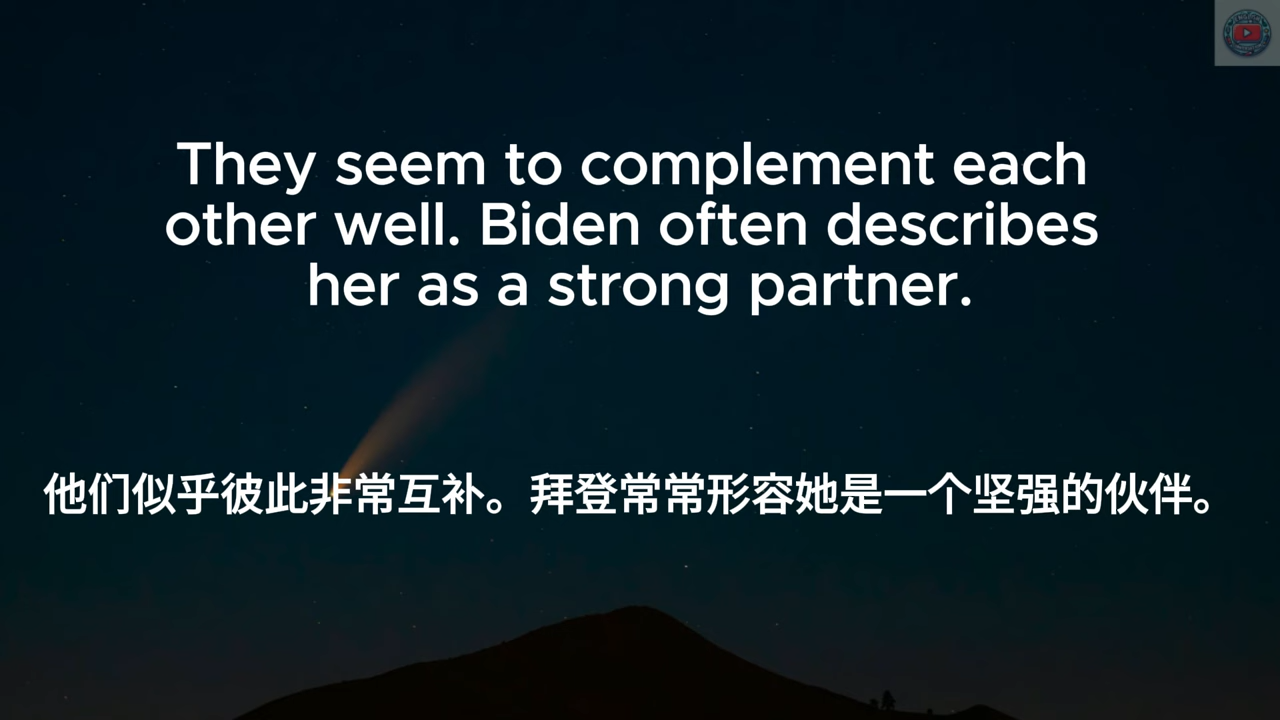 They seem to complement each
other well. Biden often describes
her as a strong partner.
他们似乎彼此非常互补。拜登常常形容她是一个坚强的伙伴。